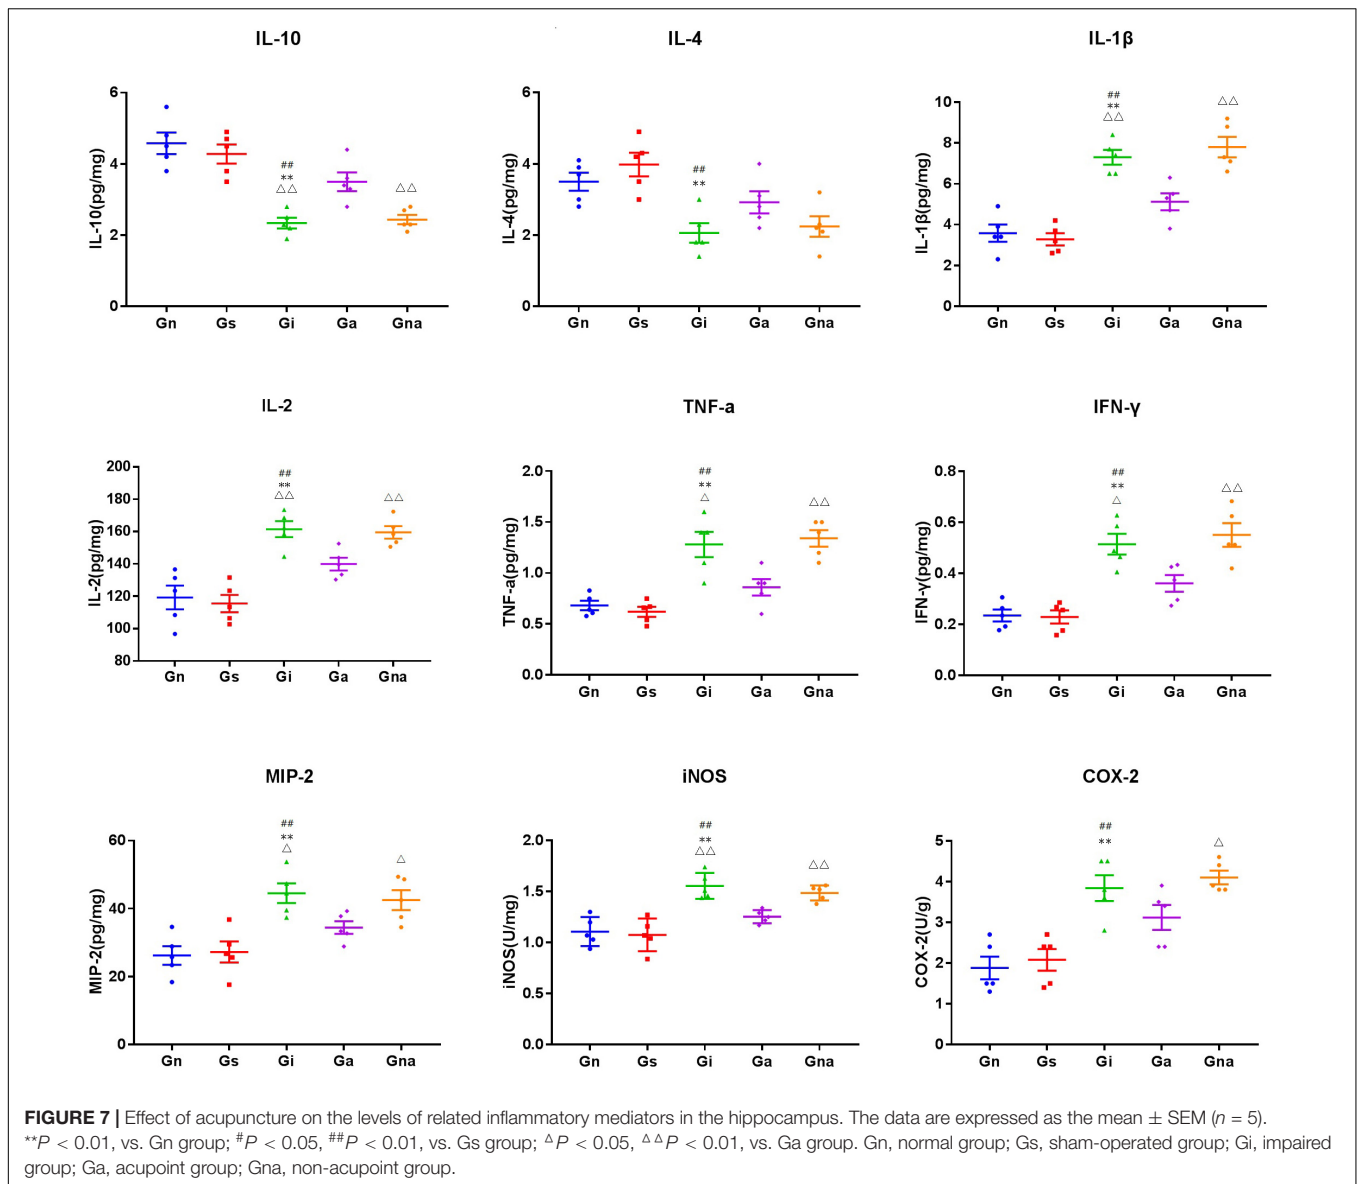 IL-10
IL-10(pg/mg)
6
4
2
0
##
**
△△
△△
Gn Gs Gi Ga Gna
IL-4
IL-4(pg/mg)
6
4
2
0
##
**
Gn Gs Gi Ga Gna
IL-1β
IL-1β(pg/mg)
10
8
6
4
2
0
##
**
△△
△△
Gn Gs Gi Ga Gna
IL-2
IL-2(pg/mg)
200
180
160
140
120
100
80
##
**
△△
△△
Gn Gs Gi Ga Gna
TNF-a
TNF-a(pg/mg)
2.0
1.5
1.0
0.5
0.0
##
**
△
△△
Gn Gs Gi Ga Gna
IFN-γ
IFN-γ(pg/mg)
0.8
0.6
0.4
0.2
0.0
##
**
△
△△
Gn Gs Gi Ga Gna
MIP-2
MIP-2(pg/mg)
60
40
20
0
##
**
△
△
Gn Gs Gi Ga Gna
iNOS
iNOS(U/mg)
2.0
1.5
1.0
0.5
0.0
##
**
△△
△△
Gn Gs Gi Ga Gna
COX-2
COX-2(U/g)
5
4
3
2
1
0
##
**
△
Gn Gs Gi Ga Gna
FIGURE 7 | Effect of acupuncture on the levels of related inflammatory mediators in the hippocampus. The data are expressed as the mean ± SEM (n = 5).
**P < 0.01, vs. Gn group; #P < 0.05, ##P < 0.01, vs. Gs group; △P < 0.05, △△P < 0.01, vs. Ga group. Gn, normal group; Gs, sham-operated group; Gi, impaired
group; Ga, acupoint group; Gna, non-acupoint group.